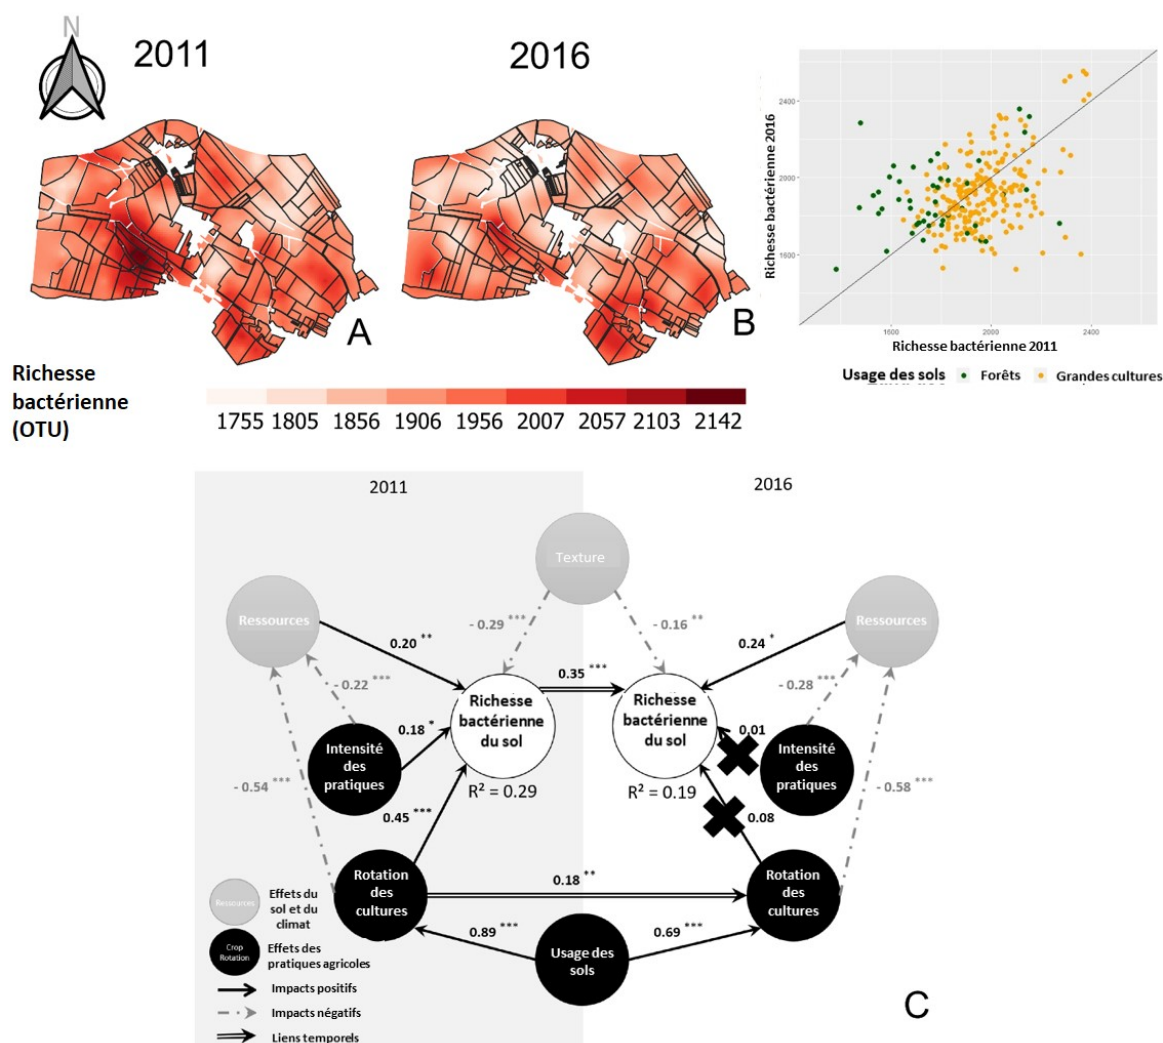 N
2011
2016
A
B
Richesse
bactérienne
(OTU)
1755 1805 1856 1906 1956 2007 2057 2103 2142
Richesse bactérienne 2016
2400
2000
1600
1600 2000 2400
Richesse bactérienne 2011
Usage des sols Forêts Grandes cultures
2011
2016
Texture
Ressources
Ressources
- 0.29 ***
- 0.16 **
0.20 **
0.24 *
0.35 ***
- 0.22 ***
- 0.28 ***
Richesse
bactérienne
du sol
Richesse
bactérienne
du sol
0.18 *
0.01
Intensité
des
pratiques
Intensité
des
pratiques
R² = 0.29
R² = 0.19
- 0.54 ***
- 0.58 ***
0.45 ***
0.08
Rotation
des
cultures
Rotation
des
cultures
0.18 **
0.89 ***
0.69 ***
Usage des
sols
Ressources
Effets du
sol et du
climat
Crop
Rotation
Effets des
pratiques agricoles
Impacts positifs
Impacts négatifs
Liens temporels
C